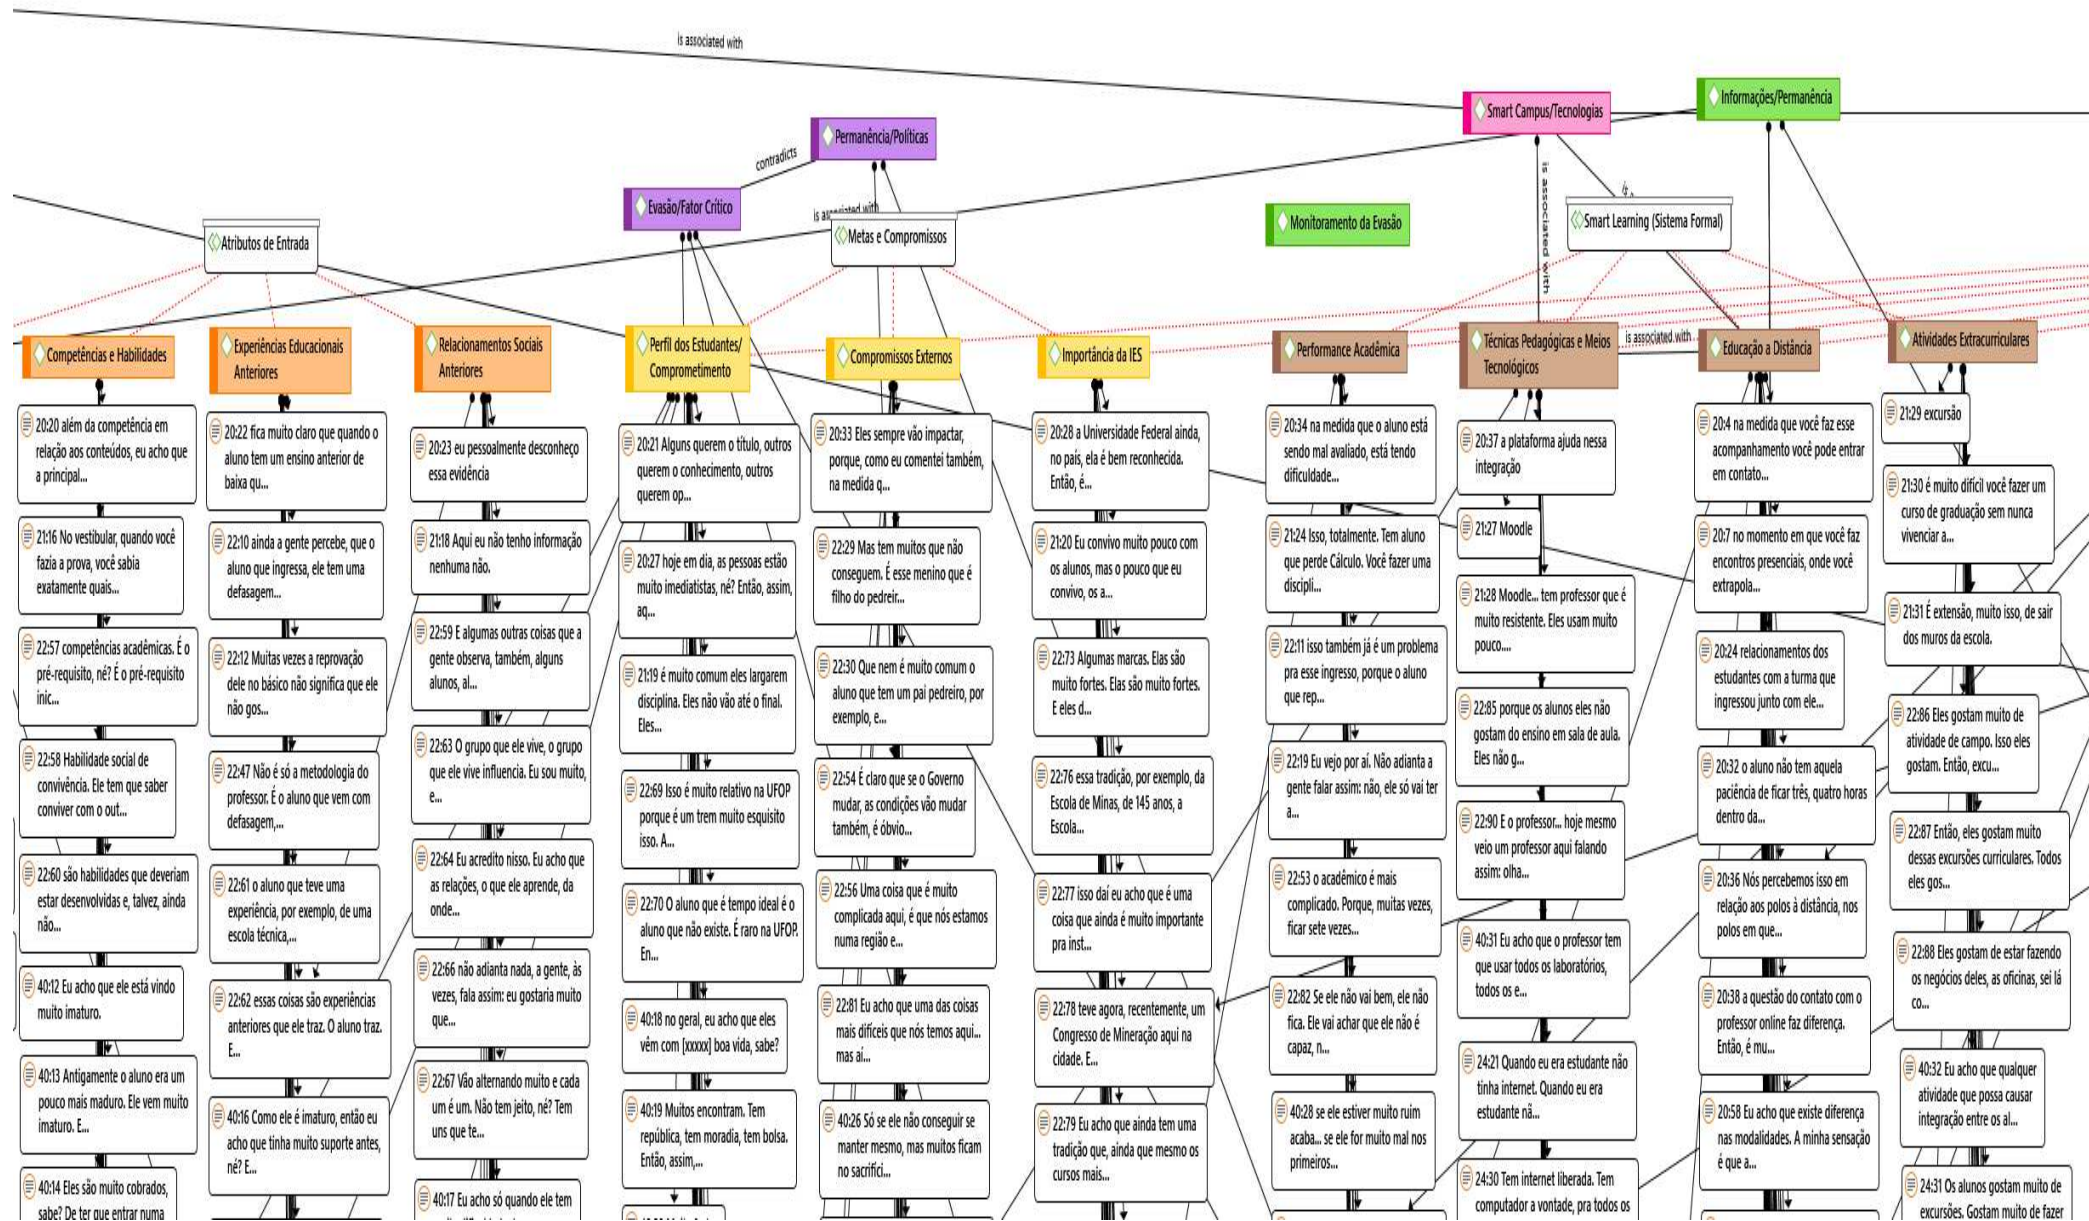 is associated with
Smart Campus/Tecnologias
Informações/Permanência
Permanência/Políticas
contradicts
Evasão/Fator Crítico
is associated with
Metas e Compromissos
Monitoramento da Evasão
is associated with
Smart Learning (Sistema Formal)
Atributos de Entrada
is associated with
Competências e Habilidades
20:20 além da competência em
relação aos conteúdos, eu acho que
a principal...
21:16 No vestibular, quando você
fazia a prova, você sabia
exatamente quais...
22:57 competências acadêmicas. É o
pré-requisito, né? É o pré-requisito
inic...
22:58 Habilidade social de
convivência. Ele tem que saber
conviver com o out...
22:60 são habilidades que deveriam
estar desenvolvidas e, talvez, ainda
não...
40:12 Eu acho que ele está vindo
muito imaturo.
40:13 Antigamente o aluno era um
pouco mais maduro. Ele vem muito
imaturo. E...
40:14 Eles são muito cobrados,
sabe? De ter que entrar numa
Experiências Educacionais
Anteriores
20:22 fica muito claro que quando o
aluno tem um ensino anterior de
baixa qu...
22:10 ainda a gente percebe, que o
aluno que ingressa, ele tem uma
defasagem...
22:12 Muitas vezes a reprovação
dele no básico não significa que ele
não gos...
22:47 Não é só a metodologia do
professor. É o aluno que vem com
defasagem,...
22:61 o aluno que teve uma
experiência, por exemplo, de uma
escola técnica,...
22:62 essas coisas são experiências
anteriores que ele traz. O aluno traz.
E...
40:16 Como ele é imaturo, então eu
acho que tinha muito suporte antes,
né? E...
Relacionamentos Sociais
Anteriores
20:23 eu pessoalmente desconheço
essa evidência
21:18 Aqui eu não tenho informação
nenhuma não.
22:59 E algumas outras coisas que a
gente observa, também, alguns
alunos, al...
22:63 O grupo que ele vive, o grupo
que ele vive influencia. Eu sou muito,
e...
22:64 Eu acredito nisso. Eu acho que
as relações, o que ele aprende, da
onde...
22:66 não adianta nada, a gente, às
vezes, fala assim: eu gostaria muito
que...
22:67 Vão alternando muito e cada
um é um. Não tem jeito, né? Tem
uns que te...
40:17 Eu acho só quando ele tem
Perfil dos Estudantes/
Comprometimento
20:21 Alguns querem o título, outros
querem o conhecimento, outros
querem op...
20:27 hoje em dia, as pessoas estão
muito imediatistas, né? Então, assim,
aq...
21:19 é muito comum eles largarem
disciplina. Eles não vão até o final.
Eles...
22:69 Isso é muito relativo na UFOP
porque é um trem muito esquisito
isso. A...
22:70 O aluno que é tempo ideal é o
aluno que não existe. É raro na UFOP.
En...
40:18 no geral, eu acho que eles
vêm com [xxxxx] boa vida, sabe?
40:19 Muitos encontram. Tem
república, tem moradia, tem bolsa.
Então, assim,...
Compromissos Externos
20:33 Eles sempre vão impactar,
porque, como eu comentei também,
na medida q...
22:29 Mas tem muitos que não
conseguem. É esse menino que é
filho do pedreir...
22:30 Que nem é muito comum o
aluno que tem um pai pedreiro, por
exemplo, e...
22:54 É claro que se o Governo
mudar, as condições vão mudar
também, é óbvio...
22:56 Uma coisa que é muito
complicada aqui, é que nós estamos
numa região e...
22:81 Eu acho que uma das coisas
mais difíceis que nós temos aqui...
mas aí...
40:26 Só se ele não conseguir se
manter mesmo, mas muitos ficam
no sacrifíci...
Importância da IES
20:28 a Universidade Federal ainda,
no país, ela é bem reconhecida.
Então, é...
21:20 Eu convivo muito pouco com
os alunos, mas o pouco que eu
convivo, os a...
22:73 Algumas marcas. Elas são
muito fortes. Elas são muito fortes.
E eles d...
22:76 essa tradição, por exemplo, da
Escola de Minas, de 145 anos, a
Escola...
22:77 isso daí eu acho que é uma
coisa que ainda é muito importante
pra inst...
22:78 teve agora, recentemente, um
Congresso de Mineração aqui na
cidade. E...
22:79 Eu acho que ainda tem uma
tradição que, ainda que mesmo os
cursos mais...
Performance Acadêmica
20:34 na medida que o aluno está
sendo mal avaliado, está tendo
dificuldade...
21:24 Isso, totalmente. Tem aluno
que perde Cálculo. Você fazer uma
discipli...
22:11 isso também já é um problema
pra esse ingresso, porque o aluno
que rep...
22:19 Eu vejo por aí. Não adianta a
gente falar assim: não, ele só vai ter
a...
22:53 o acadêmico é mais
complicado. Porque, muitas vezes,
ficar sete vezes...
22:82 Se ele não vai bem, ele não
fica. Ele vai achar que ele não é
capaz, n...
40:28 se ele estiver muito ruim
acaba... se ele for muito mal nos
primeiros...
Técnicas Pedagógicas e Meios
Tecnológicos
20:37 a plataforma ajuda nessa
integração
21:27 Moodle
21:28 Moodle... tem professor que é
muito resistente. Eles usam muito
pouco....
22:85 porque os alunos eles não
gostam do ensino em sala de aula.
Eles não g...
22:90 E o professor... hoje mesmo
veio um professor aqui falando
assim: olha...
40:31 Eu acho que o professor tem
que usar todos os laboratórios,
todos os e...
24:21 Quando eu era estudante não
tinha internet. Quando eu era
estudante nã...
24:30 Tem internet liberada. Tem
computador a vontade, pra todos os
Educação a Distância
20:4 na medida que você faz esse
acompanhamento você pode entrar
em contato...
20:7 no momento em que você faz
encontros presenciais, onde você
extrapola...
20:24 relacionamentos dos
estudantes com a turma que
ingressou junto com ele...
20:32 o aluno não tem aquela
paciência de ficar três, quatro horas
dentro da...
20:36 Nós percebemos isso em
relação aos polos à distância, nos
polos em que...
20:38 a questão do contato com o
professor online faz diferença.
Então, é mu...
20:58 Eu acho que existe diferença
nas modalidades. A minha sensação
é que a...
Atividades Extracurriculares
21:29 excursão
21:30 é muito difícil você fazer um
curso de graduação sem nunca
vivenciar a...
21:31 É extensão, muito isso, de sair
dos muros da escola.
22:86 Eles gostam muito de
atividade de campo. Isso eles
gostam. Então, excu...
22:87 Então, eles gostam muito
dessas excursões curriculares. Todos
eles gos...
22:88 Eles gostam de estar fazendo
os negócios deles, as oficinas, sei lá
co...
40:32 Eu acho que qualquer
atividade que possa causar
integração entre os al...
24:31 Os alunos gostam muito de
excursões. Gostam muito de fazer